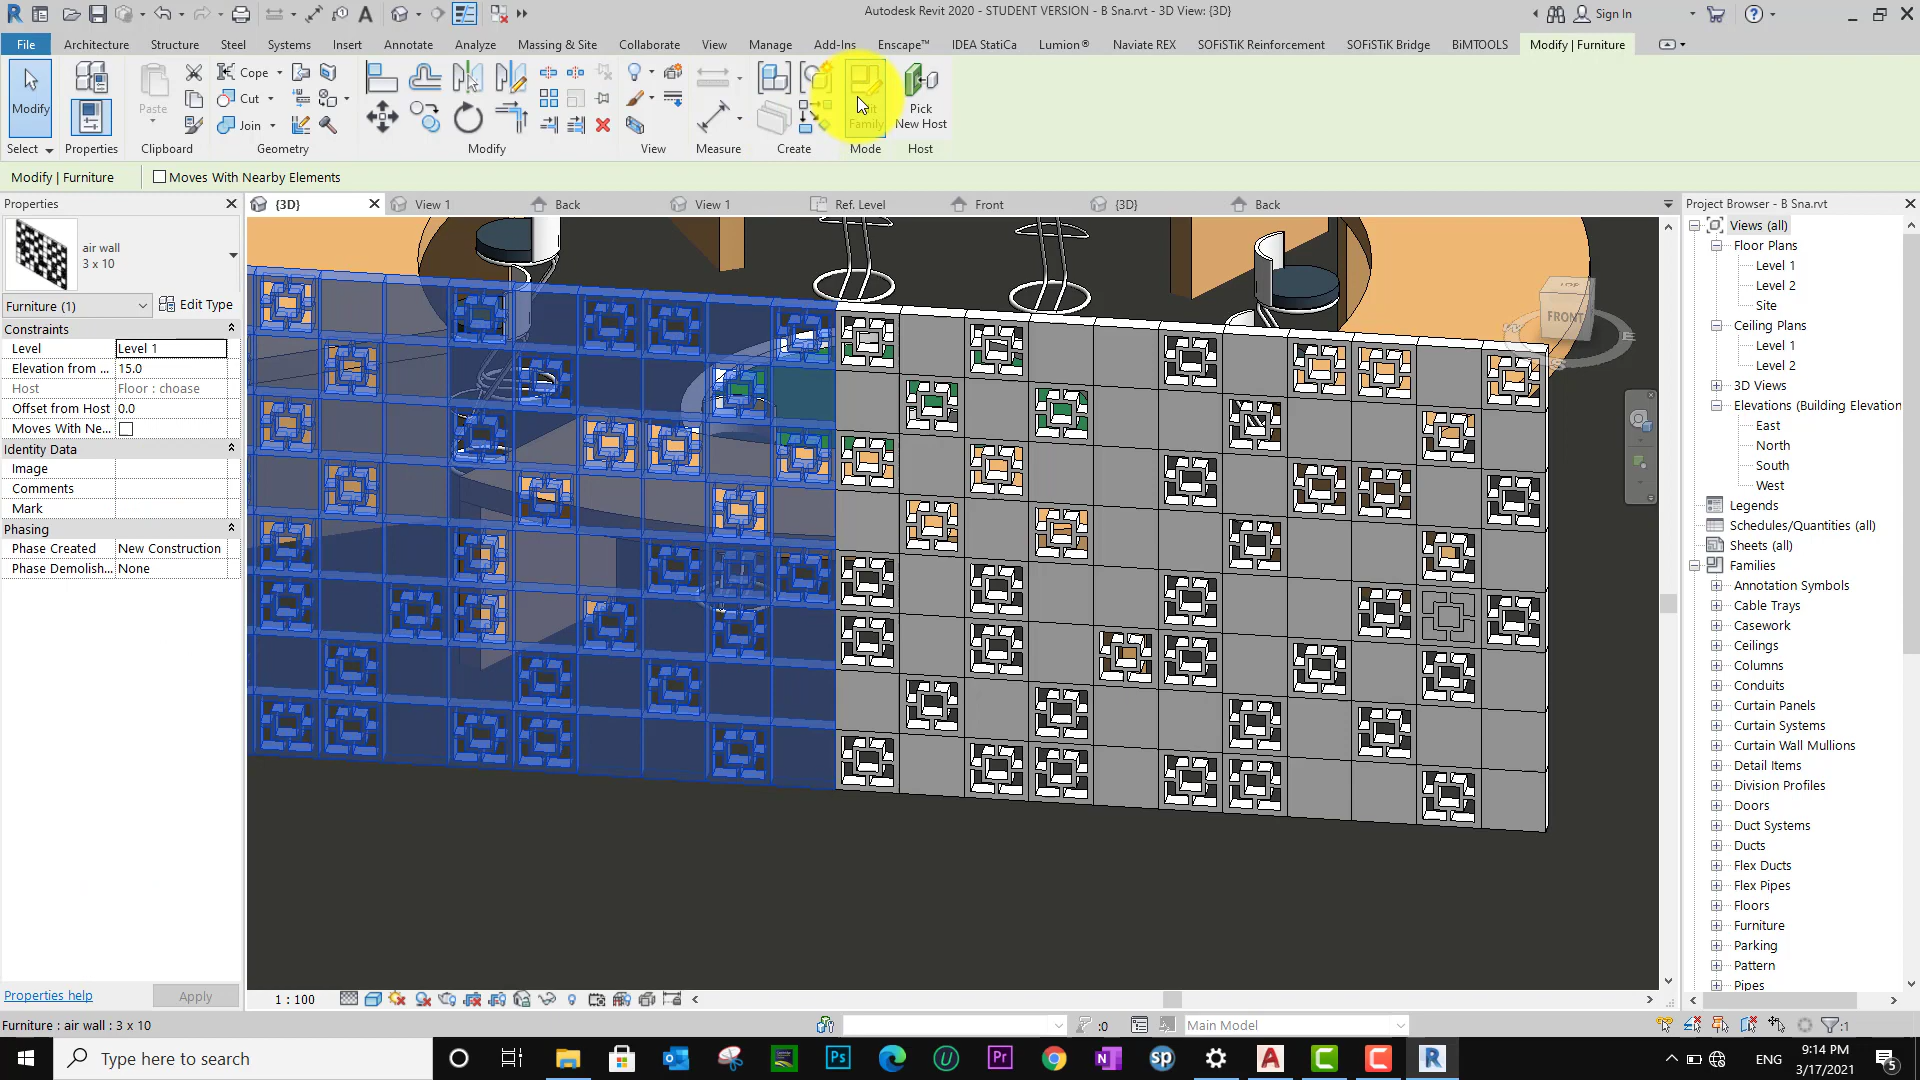 Autodesk Revit 2020 - STUDENT VERSION - B Sna.rvt - 3D View: {3D}
Sign In
File
Architecture
Structure
Steel
Systems
Insert
Annotate
Analyze
Massing & Site
Collaborate
View
Manage
Add-Ins
Enscape™
IDEA StatiCa
Lumion®
Naviate REX
SOFiSTiK Reinforcement
SOFiSTiK Bridge
BiMTOOLS
Modify | Furniture
Modify
Paste
Cope
Cut
Join
Family
Pick
New Host
Select
Properties
Clipboard
Geometry
Modify
View
Measure
Create
Mode
Host
Modify | Furniture
Moves With Nearby Elements
Properties
{3D}
View 1
Back
View 1
Ref. Level
Front
{3D}
Back
Project Browser - B Sna.rvt
air wall
3 x 10
Furniture (1)
Edit Type
Constraints
Level
Level 1
Elevation from ...
15.0
Host
Floor : choase
Offset from Host
0.0
Moves With Ne...
Identity Data
Image
Comments
Mark
Phasing
Phase Created
New Construction
Phase Demolish...
None
Properties help
Apply
FRONT
Views (all)
Floor Plans
Level 1
Level 2
Site
Ceiling Plans
Level 1
Level 2
3D Views
Elevations (Building Elevation
East
North
South
West
Legends
Schedules/Quantities (all)
Sheets (all)
Families
Annotation Symbols
Cable Trays
Casework
Ceilings
Columns
Conduits
Curtain Panels
Curtain Systems
Curtain Wall Mullions
Detail Items
Division Profiles
Doors
Duct Systems
Ducts
Flex Ducts
Flex Pipes
Floors
Furniture
Parking
Pattern
Pipes
1 : 100
Furniture : air wall : 3 x 10
:0
Main Model
:1
Type here to search
ENG
9:14 PM
3/17/2021
5